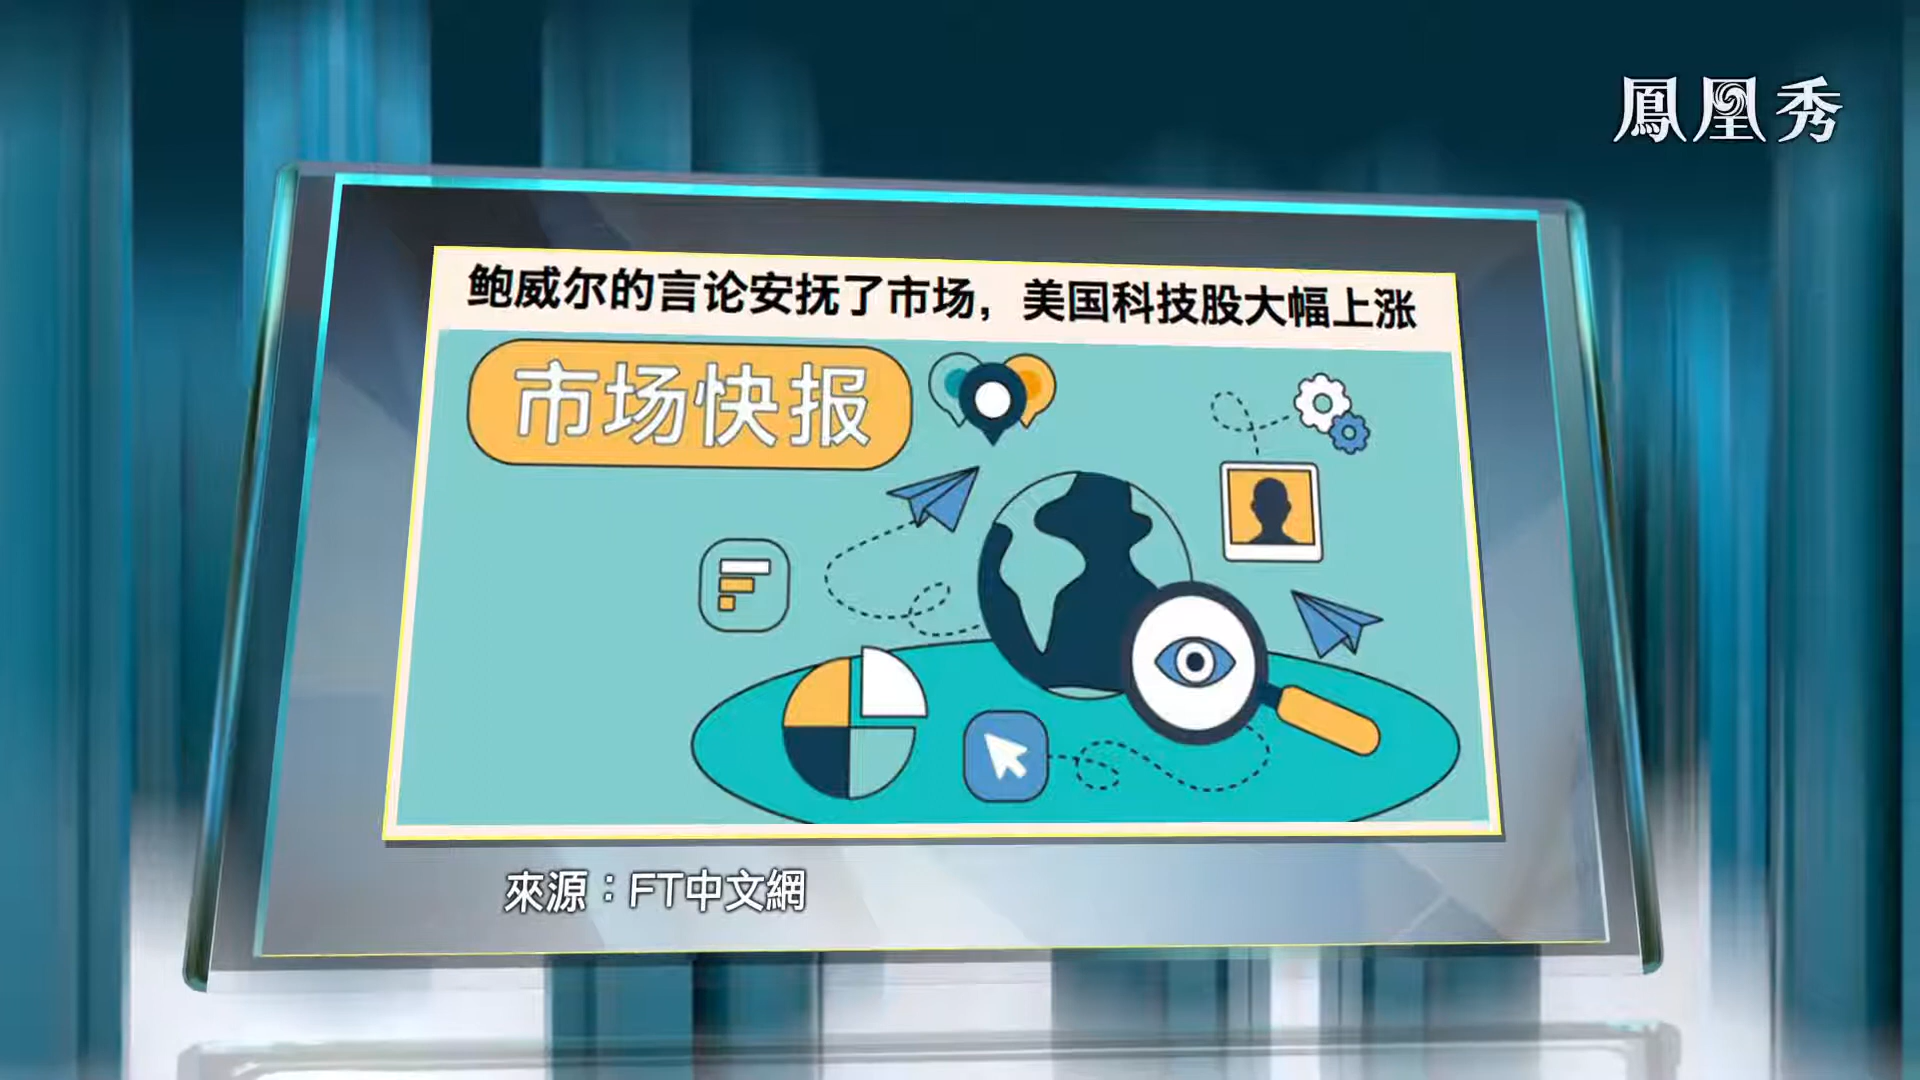 鳳凰秀
鲍威尔的言论安抚了市场，美国科技股大幅上涨
市场快报
來源：FT中文網